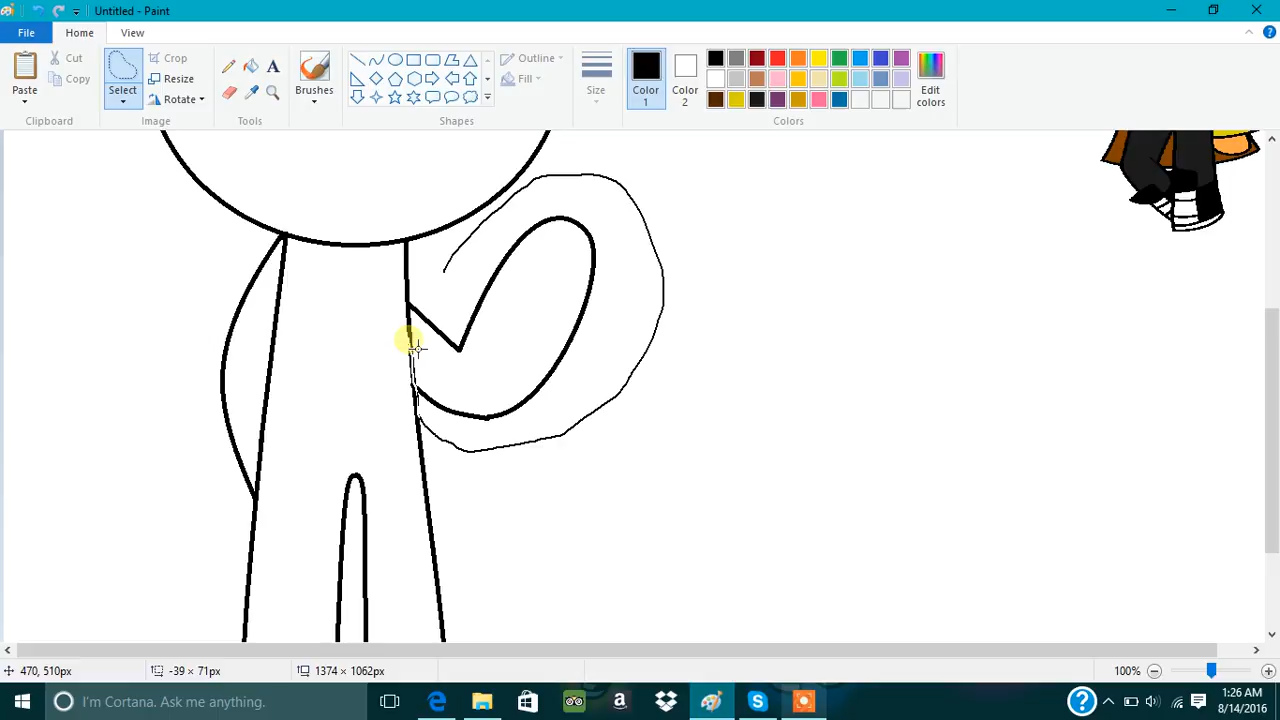 Untitled - Paint
File Home View
Paste
Cut
Copy
Clipboard
Select
Crop
Resize
Rotate
Image
A
Tools
Brushes
Outline
Fill
Shapes
Size
Color 1
Color 2
Edit colors
Colors
470, 510px
-39 × 71px
1374 × 1062px
100%
I'm Cortana. Ask me anything.
1:26 AM
8/14/2016